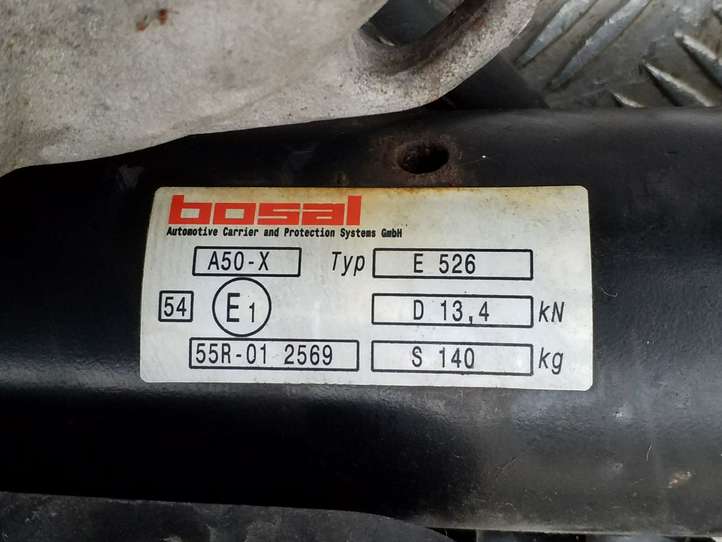 bosal
Automotive Carrier and Protection Systems GmbH
A50-X Typ E 526
54 E1 D 13,4 kN
55R-01 2569 S 140 kg